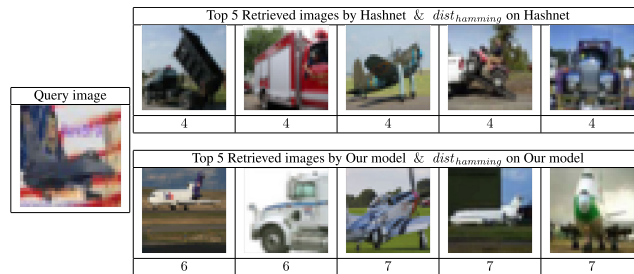 Top 5 Retrieved images by Hashnet & dist_hamming on Hashnet
4 4 4 4 4
Query image
Top 5 Retrieved images by Our model & dist_hamming on Our model
6 6 7 7 7